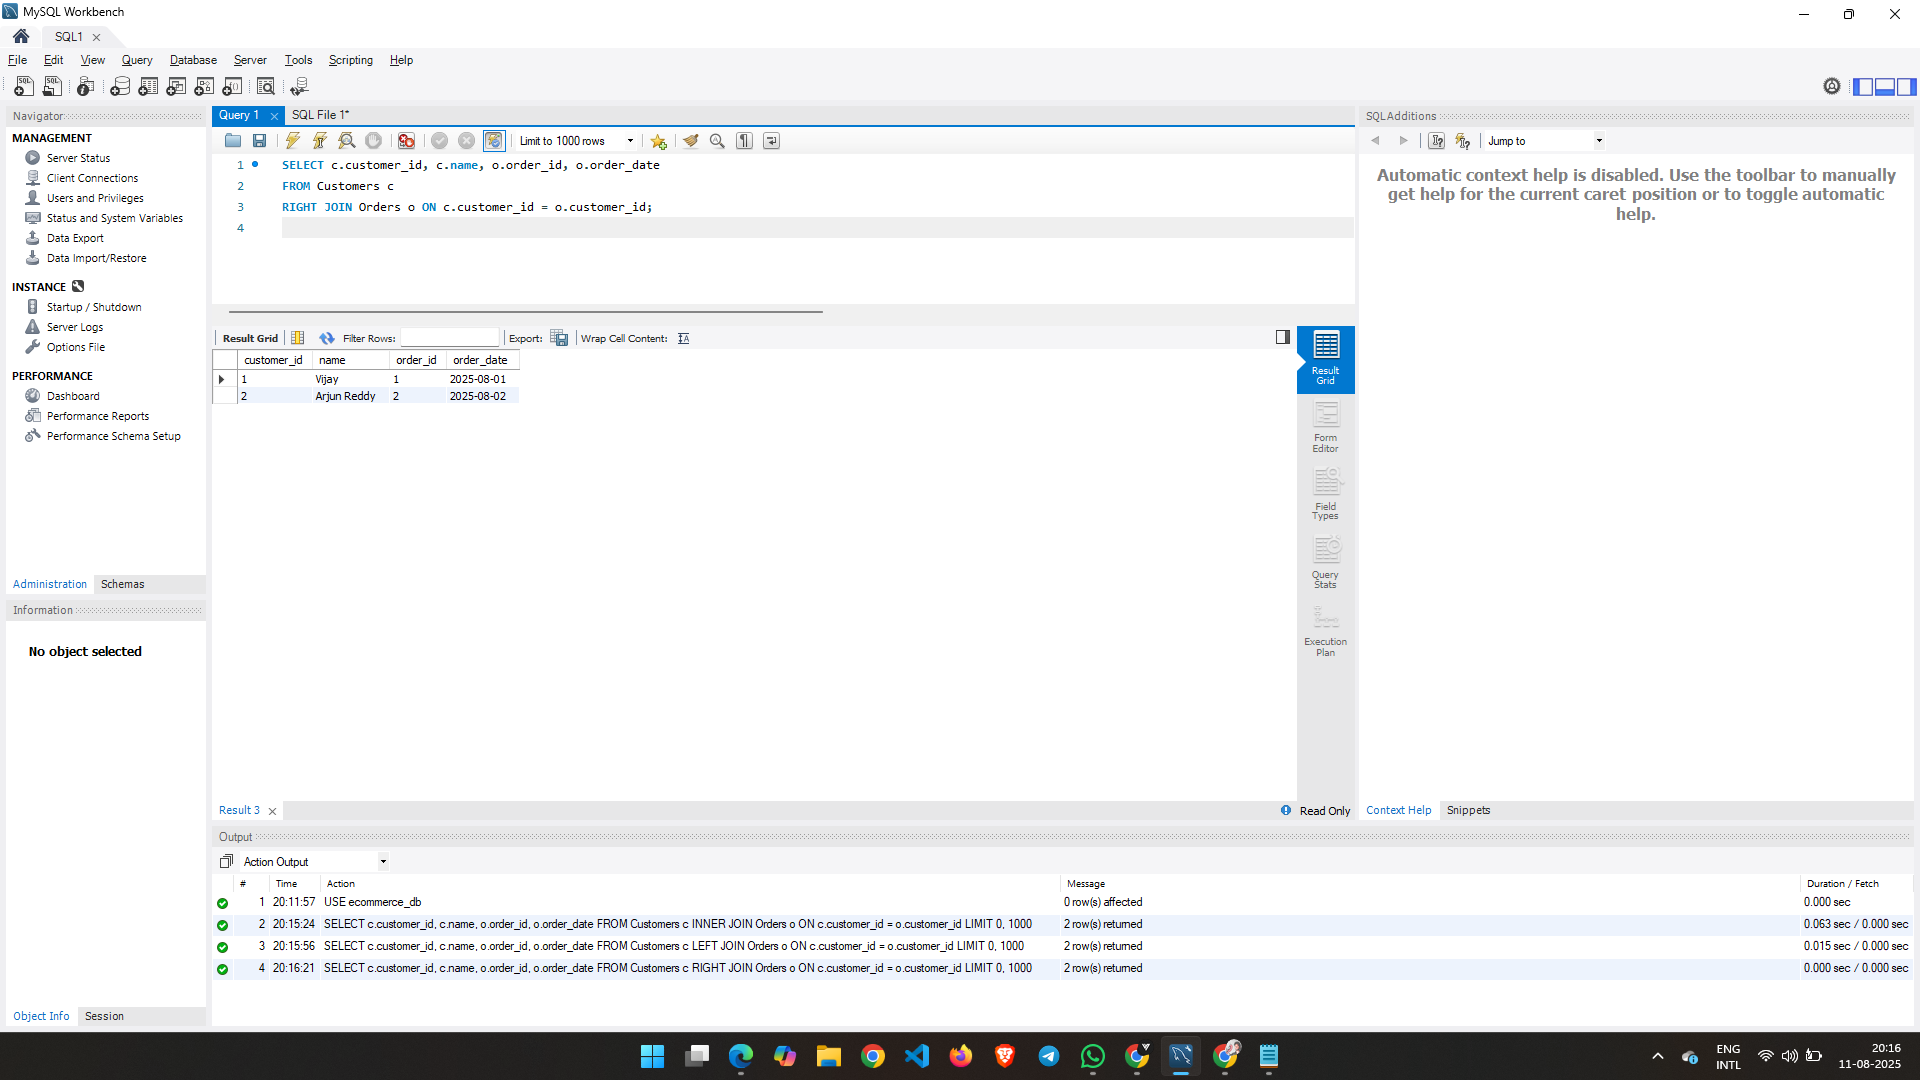 MySQL Workbench
SQL1
File Edit View Query Database Server Tools Scripting Help
Navigator
MANAGEMENT
Server Status
Client Connections
Users and Privileges
Status and System Variables
Data Export
Data Import/Restore
INSTANCE
Startup / Shutdown
Server Logs
Options File
PERFORMANCE
Dashboard
Performance Reports
Performance Schema Setup
Administration Schemas
Information
No object selected
Object Info Session
Query 1 SQL File 1*
Limit to 1000 rows
1 SELECT c.customer_id, c.name, o.order_id, o.order_date
2 FROM Customers c
3 RIGHT JOIN Orders o ON c.customer_id = o.customer_id;
4
Result Grid Filter Rows: Export: Wrap Cell Content:
customer_id name order_id order_date
1 Vijay 1 2025-08-01
2 Arjun Reddy 2 2025-08-02
Result
Grid
Form
Editor
Field
Types
Query
Stats
Execution
Plan
Result 3 Read Only
SQLAdditions
Jump to
Automatic context help is disabled. Use the toolbar to manually
get help for the current caret position or to toggle automatic
help.
Context Help Snippets
Output
Action Output
# Time Action Message Duration / Fetch
1 20:11:57 USE ecommerce_db 0 row(s) affected 0.000 sec
2 20:15:24 SELECT c.customer_id, c.name, o.order_id, o.order_date FROM Customers c INNER JOIN Orders o ON c.customer_id = o.customer_id LIMIT 0, 1000 2 row(s) returned 0.063 sec / 0.000 sec
3 20:15:56 SELECT c.customer_id, c.name, o.order_id, o.order_date FROM Customers c LEFT JOIN Orders o ON c.customer_id = o.customer_id LIMIT 0, 1000 2 row(s) returned 0.015 sec / 0.000 sec
4 20:16:21 SELECT c.customer_id, c.name, o.order_id, o.order_date FROM Customers c RIGHT JOIN Orders o ON c.customer_id = o.customer_id LIMIT 0, 1000 2 row(s) returned 0.000 sec / 0.000 sec
ENG
INTL
20:16
11-08-2025